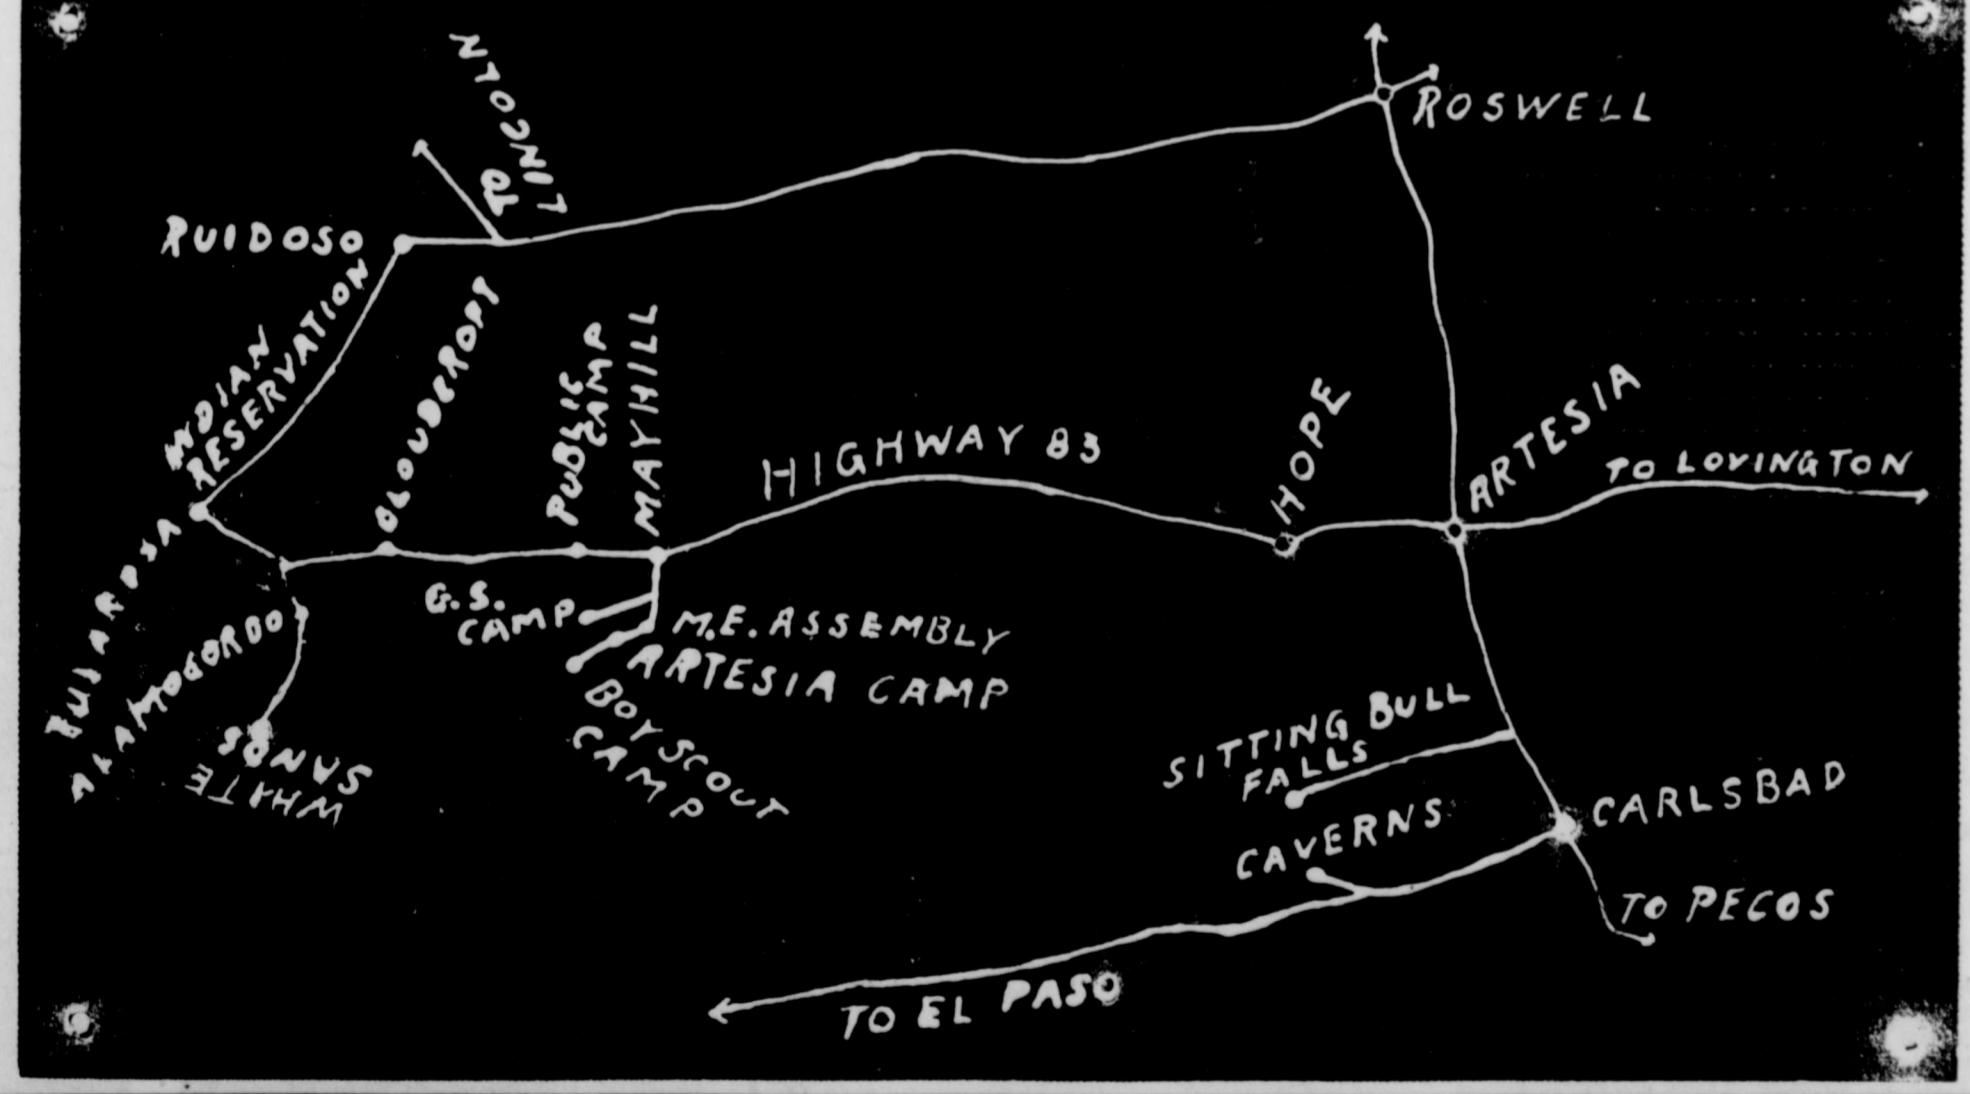 TO
LINCOLN
ROSWELL
RUIDOSO
INDIAN
RESERVATION
CLOUDCROFT
PUBLIC
CAMP
MAYHILL
HIGHWAY 83
HOPE
ARTESIA
TO LOVINGTON
TULAROSA
ALAMOGORDO
WHITE
SANDS
G.S.
CAMP
M.E. ASSEMBLY
ARTESIA CAMP
BOY SCOUT
CAMP
SITTING BULL
FALLS
CAVERNS
CARLSBAD
TO PECOS
TO EL PASO